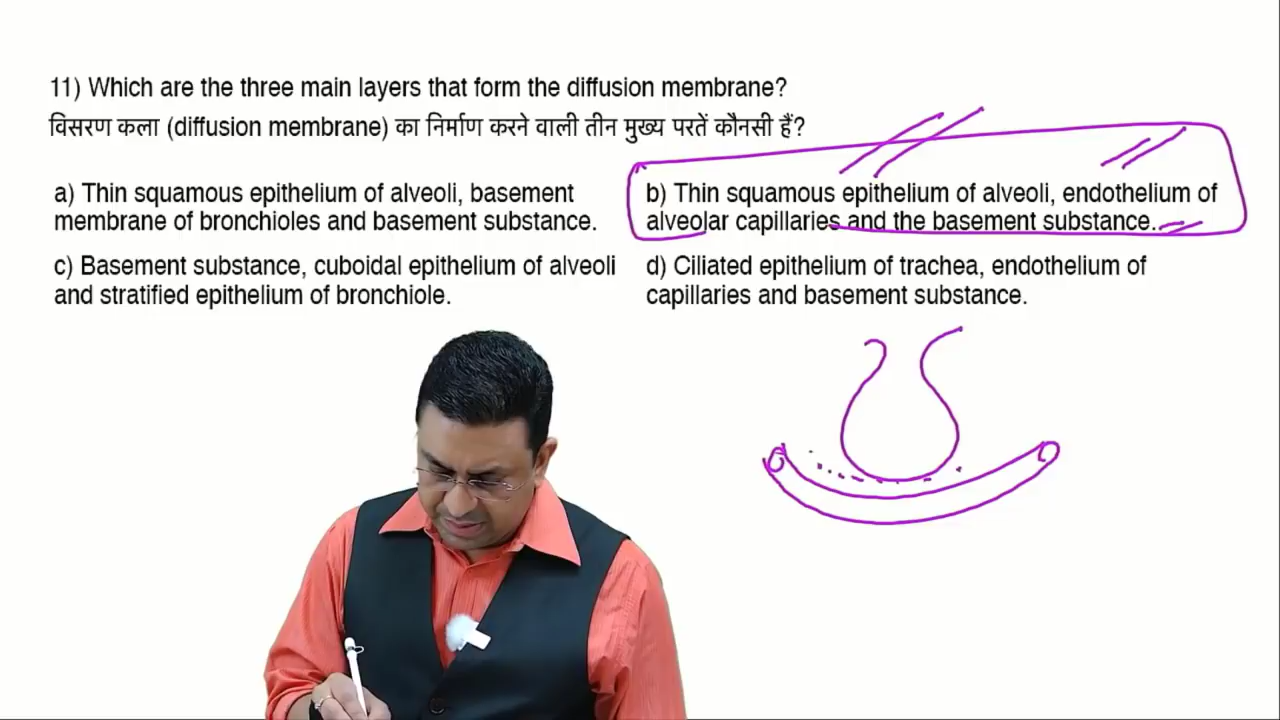 11) Which are the three main layers that form the diffusion membrane?
विसरण कला (diffusion membrane) का निर्माण करने वाली तीन मुख्य परतें कौनसी हैं?
a) Thin squamous epithelium of alveoli, basement
membrane of bronchioles and basement substance.
b) Thin squamous epithelium of alveoli, endothelium of
alveolar capillaries and the basement substance.
c) Basement substance, cuboidal epithelium of alveoli
and stratified epithelium of bronchiole.
d) Ciliated epithelium of trachea, endothelium of
capillaries and basement substance.